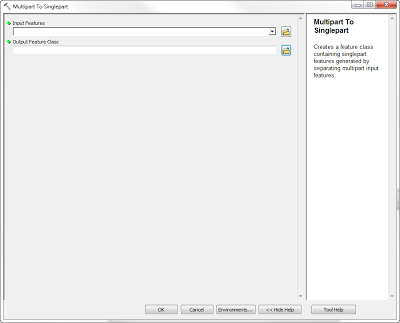 Multipart To Singlepart
Input Features
Output Feature Class
Multipart To
Singlepart
Creates a feature class
containing singlepart
features generated by
separating multipart input
features.
OK
Cancel
Environments...
<< Hide Help
Tool Help